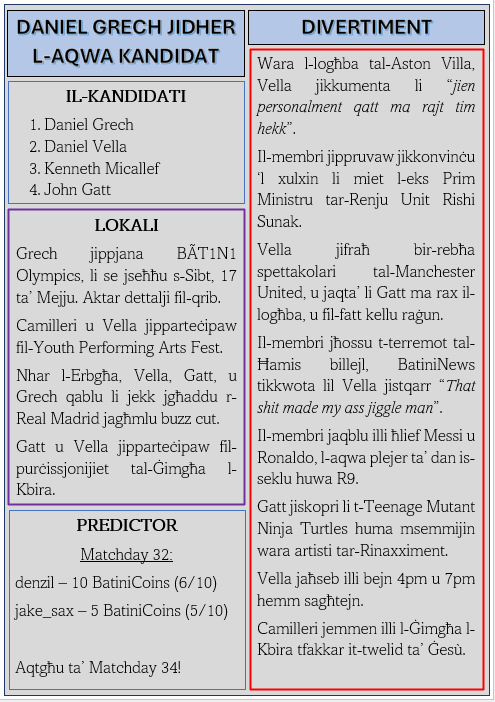 DANIEL GRECH JIDHER
L-AQWA KANDIDAT
IL-KANDIDATI
1. Daniel Grech
2. Daniel Vella
3. Kenneth Micallef
4. John Gatt
LOKALI
Grech jippjana BÃT1N1
Olympics, li se jseħħu s-Sibt, 17
ta’ Mejju. Aktar dettalji fil-qrib.
Camilleri u Vella jipparteċipaw
fil-Youth Performing Arts Fest.
Nhar l-Erbgħa, Vella, Gatt, u
Grech qablu li jekk jgħaddu r-
Real Madrid jagħmlu buzz cut.
Gatt u Vella jipparteċipaw fil-
purċissjonijiet tal-Ġimgħa l-
Kbira.
PREDICTOR
Matchday 32:
denzil – 10 BatiniCoins (6/10)
jake_sax – 5 BatiniCoins (5/10)
Aqtgħu ta’ Matchday 34!
DIVERTIMENT
Wara l-logħba tal-Aston Villa,
Vella jikkumenta li “jien
personalment qatt ma rajt tim
hekk”.
Il-membri jippruvaw jikkonvinċu
‘l xulxin li miet l-eks Prim
Ministru tar-Renju Unit Rishi
Sunak.
Vella jifraħ bir-rebħa
spettakolari tal-Manchester
United, u jaqta’ li Gatt ma rax il-
logħba, u fil-fatt kellu raġun.
Il-membri jħossu t-terremot tal-
Ħamis billejl, BatiniNews
tikkwota lil Vella jistqarr “That
shit made my ass jiggle man”.
Il-membri jaqblu illi ħlief Messi u
Ronaldo, l-aqwa plejer ta’ dan is-
seklu huwa R9.
Gatt jiskopri li t-Teenage Mutant
Ninja Turtles huma msemmijin
wara artisti tar-Rinaxximent.
Vella jaħseb illi bejn 4pm u 7pm
hemm sagħtejn.
Camilleri jemmen illi l-Ġimgħa l-
Kbira tfakkar it-twelid ta’ Ġesù.